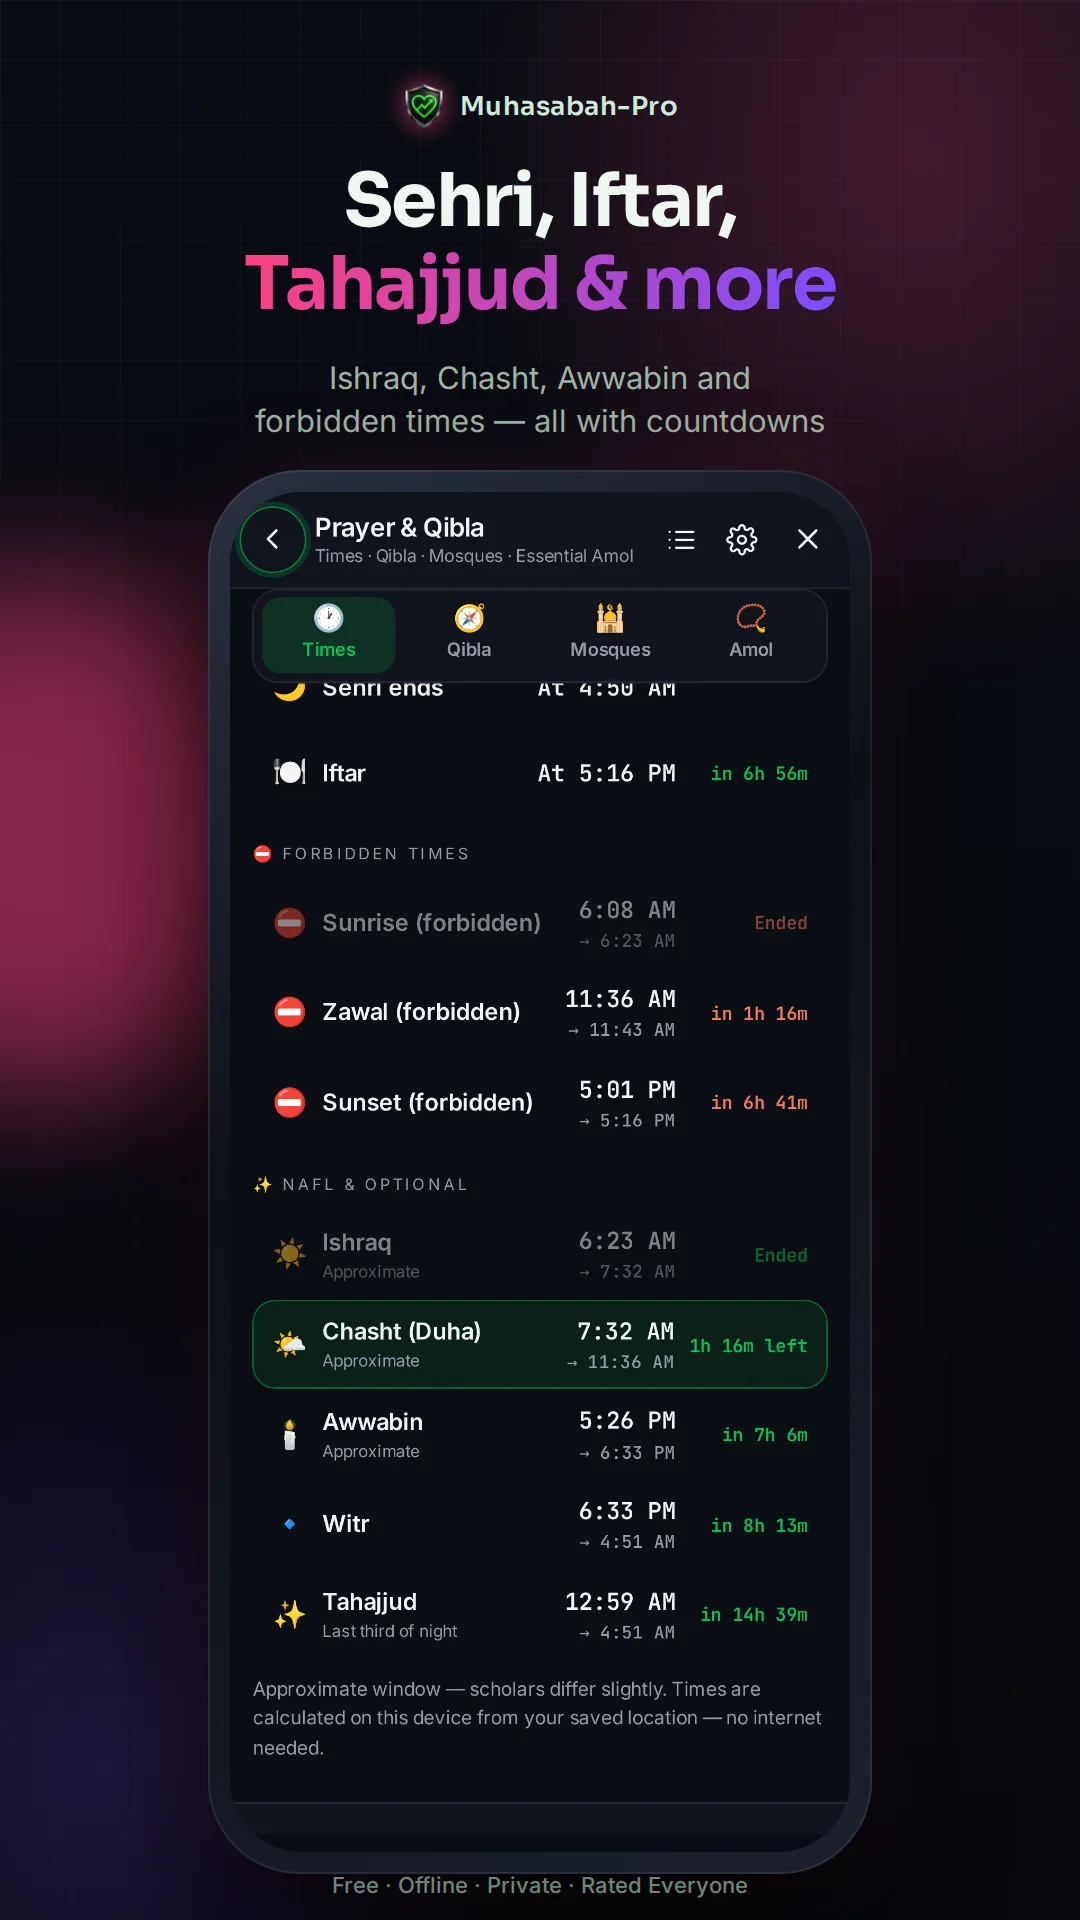 Muhasabah-Pro
Sehri, Iftar,
Tahajjud & more
Ishraq, Chasht, Awwabin and
forbidden times — all with countdowns
Prayer & Qibla
Times · Qibla · Mosques · Essential Amol
Times Qibla Mosques Amol
Sehri ends At 4:50 AM
Iftar At 5:16 PM in 6h 56m
FORBIDDEN TIMES
Sunrise (forbidden) 6:08 AM Ended
→ 6:23 AM
Zawal (forbidden) 11:36 AM in 1h 16m
→ 11:43 AM
Sunset (forbidden) 5:01 PM in 6h 41m
→ 5:16 PM
NAFL & OPTIONAL
Ishraq 6:23 AM Ended
Approximate → 7:32 AM
Chasht (Duha) 7:32 AM 1h 16m left
Approximate → 11:36 AM
Awwabin 5:26 PM in 7h 6m
Approximate → 6:33 PM
Witr 6:33 PM in 8h 13m
→ 4:51 AM
Tahajjud 12:59 AM in 14h 39m
Last third of night → 4:51 AM
Approximate window — scholars differ slightly. Times are
calculated on this device from your saved location — no internet
needed.
Free · Offline · Private · Rated Everyone